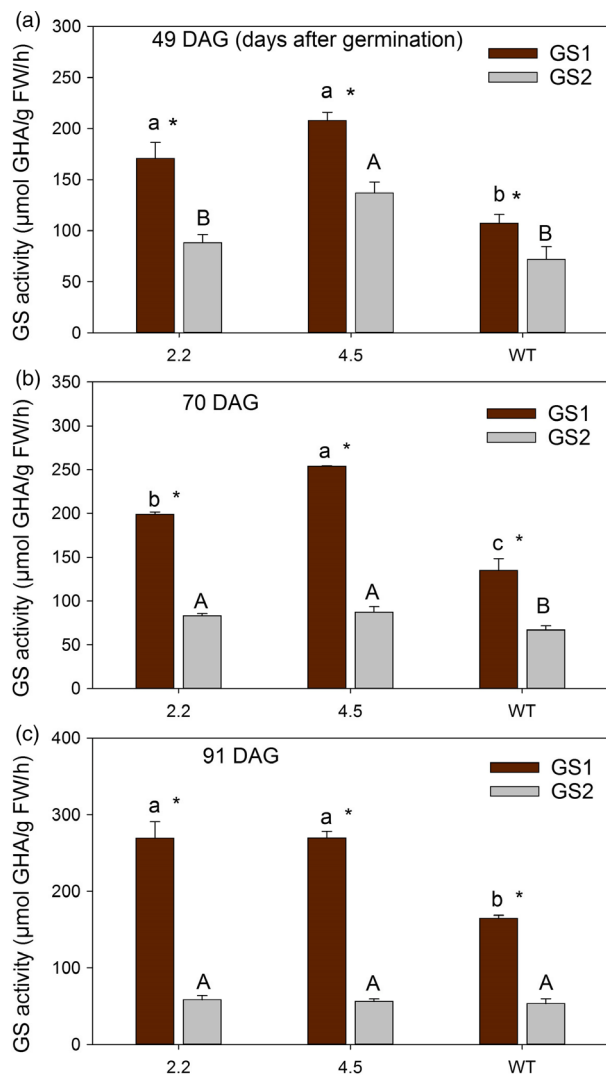 (a)
49 DAG (days after germination)
GS1
GS2
GS activity (µmol GHA/g FW/h)
300
250
200
150
100
50
0
a *
B
a *
A
b *
B
2.2
4.5
WT
(b)
70 DAG
GS1
GS2
GS activity (µmol GHA/g FW/h)
350
300
250
200
150
100
50
0
b *
A
a *
A
c *
B
2.2
4.5
WT
(c)
91 DAG
GS1
GS2
GS activity (µmol GHA/g FW/h)
400
300
200
100
0
a *
A
a *
A
b *
A
2.2
4.5
WT